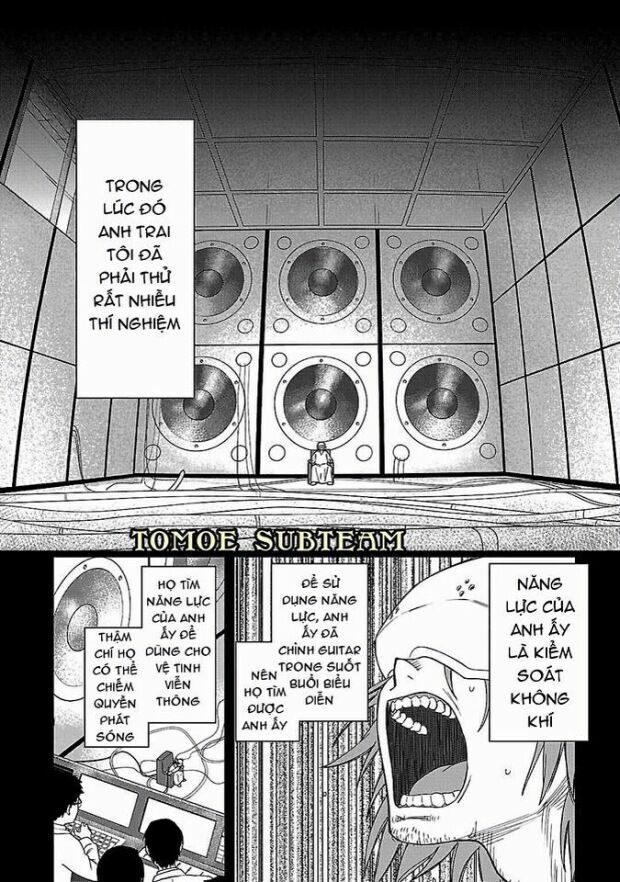 TRONG
LÚC ĐÓ
ANH TRAI
TÔI ĐÃ
PHẢI THỬ
RẤT NHIỀU
THÍ NGHIỆM
TOMOE SUBTEAM
NĂNG
LỰC CỦA
ANH ẤY
LÀ KIỂM
SOÁT
KHÔNG
KHÍ
ĐỂ SỬ
DỤNG NĂNG
LỰC, ANH
ẤY ĐÃ
CHỈNH GUITAR
TRONG SUỐT
BUỔI BIỂU
DIỄN
NÊN
HỌ TÌM
ĐƯỢC
ANH ẤY
HỌ TÌM
NĂNG LỰC
CỦA ANH
ẤY ĐỂ
DÙNG CHO
VỆ TINH
VIỄN
THÔNG
THẬM
CHÍ HỌ
CÓ THỂ
CHIẾM
QUYỀN
PHÁT
SÓNG